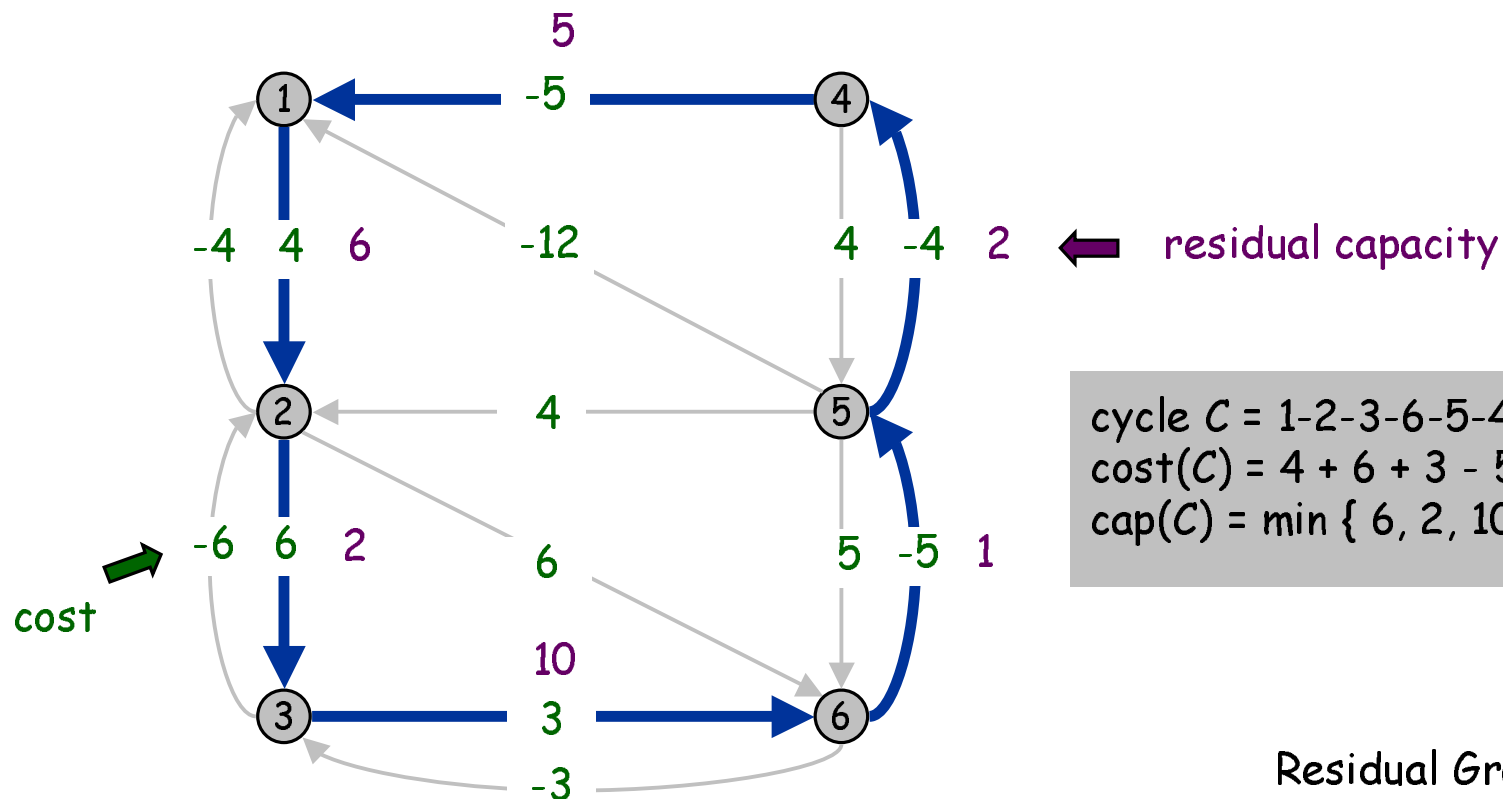 5
1 -5 4
-4 4 6 -12 4 -4 2 residual capacity
2 4 5
cycle C = 1-2-3-6-5-4
cost(C) = 4 + 6 + 3 - 5
cap(C) = min { 6, 2, 10
-6 6 2 6 5 -5 1
cost
10
3 3 6
-3
Residual